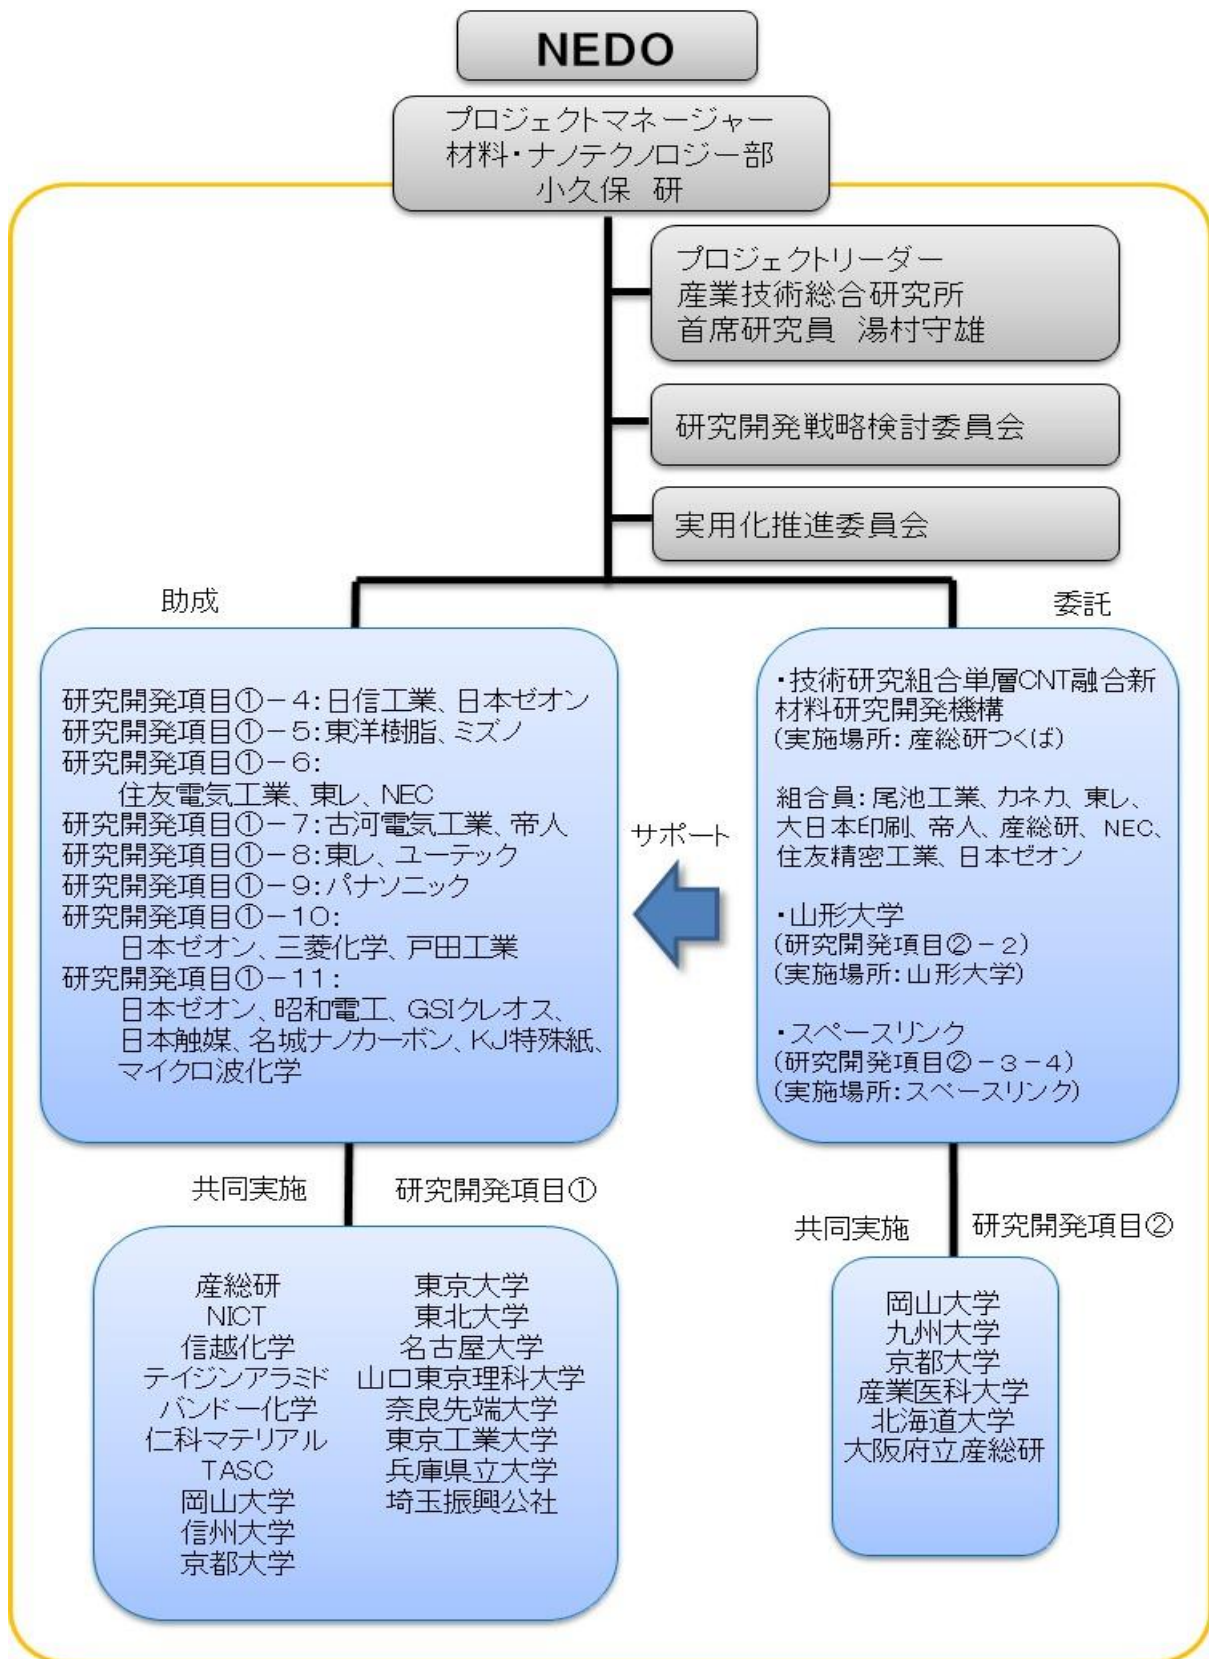 NEDO
プロジェクトマネージャー
材料・ナノテクノロジー部
小久保 研
プロジェクトリーダー
産業技術総合研究所
首席研究員 湯村守雄
研究開発戦略検討委員会
実用化推進委員会
助成
研究開発項目①－4：日信工業、日本ゼオン
研究開発項目①－5：東洋樹脂、ミズノ
研究開発項目①－6：
住友電気工業、東レ、NEC
研究開発項目①－7：古河電気工業、帝人
研究開発項目①－8：東レ、ユーテック
研究開発項目①－9：パナソニック
研究開発項目①－10：
日本ゼオン、三菱化学、戸田工業
研究開発項目①－11：
日本ゼオン、昭和電工、GSIクレオス、
日本触媒、名城ナノカーボン、KJ特殊紙、
マイクロ波化学
サポート
委託
・技術研究組合単層CNT融合新
材料研究開発機構
(実施場所：産総研つくば)
組合員：尾池工業、カネカ、東レ、
大日本印刷、帝人、産総研、NEC、
住友精密工業、日本ゼオン
・山形大学
(研究開発項目②－2)
(実施場所：山形大学)
・スペースリンク
(研究開発項目②－3－4)
(実施場所：スペースリンク)
共同実施
研究開発項目①
産総研
NICT
信越化学
テイジンアラミド
バンドー化学
仁科マテリアル
TASC
岡山大学
信州大学
京都大学
東京大学
東北大学
名古屋大学
山口東京理科大学
奈良先端大学
東京工業大学
兵庫県立大学
埼玉振興公社
共同実施
研究開発項目②
岡山大学
九州大学
京都大学
産業医科大学
北海道大学
大阪府立産総研